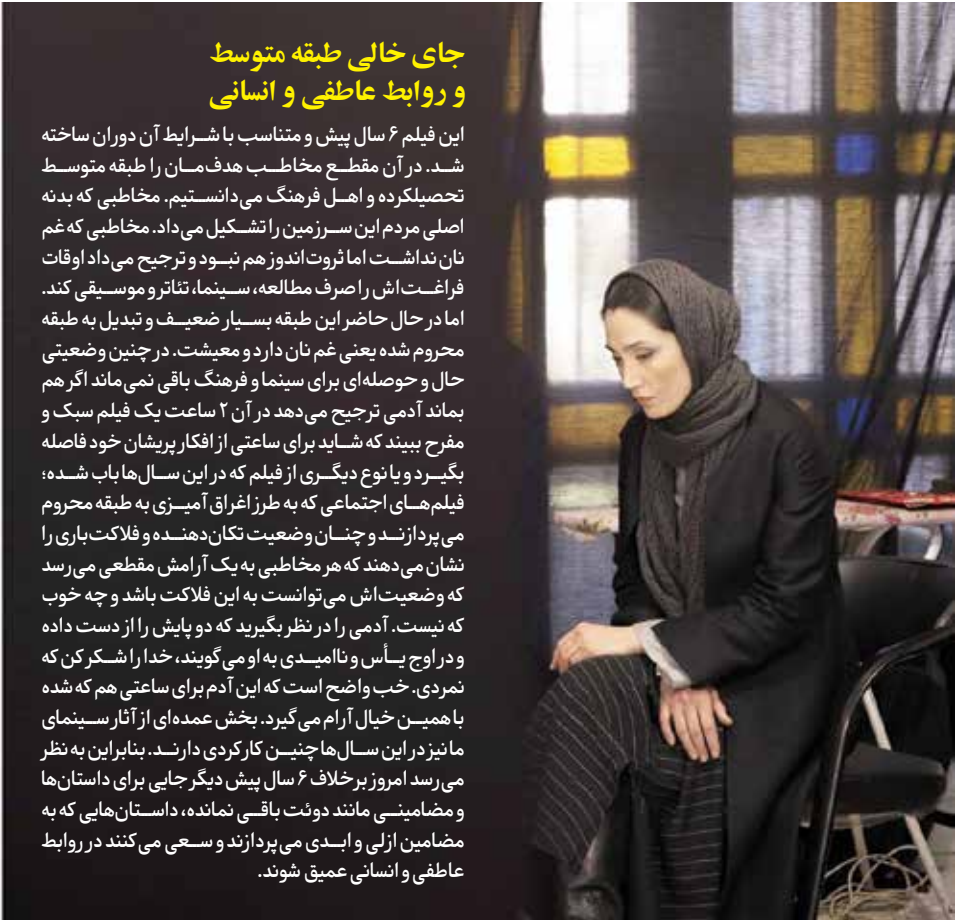 جای خالی طبقه متوسط
و روابط عاطفی و انسانی
این فیلم ۶ سال پیش و متناسب با شرایط آن دوران ساخته
شد. در آن مقطع مخاطب هدف‌مان را طبقه متوسط
تحصیلکرده و اهل فرهنگ می‌دانستیم. مخاطبی که بدنه
اصلی مردم این سرزمین را تشکیل می‌داد. مخاطبی که غم
نان نداشت اما ثروت‌اندوز هم نبود و ترجیح می‌داد اوقات
فراغت‌اش را صرف مطالعه، سینما، تئاتر و موسیقی کند.
اما در حال حاضر این طبقه بسیار ضعیف و تبدیل به طبقه
محروم شده یعنی غم نان دارد و معیشت. در چنین وضعیتی
حال و حوصله‌ای برای سینما و فرهنگ باقی نمی‌ماند اگر هم
بماند آدمی ترجیح می‌دهد در آن ۲ ساعت یک فیلم سبک و
مفرح ببیند که شاید برای ساعتی از افکار پریشان خود فاصله
بگیرد و یا نوع دیگری از فیلم که در این سال‌ها باب شده؛
فیلم‌های اجتماعی که به طرز اغراق آمیزی به طبقه محروم
می‌پردازند و چنان وضعیت تکان‌دهنده و فلاکت‌باری را
نشان می‌دهند که هر مخاطبی به یک آرامش مقطعی می‌رسد
که وضعیت‌اش می‌توانست به این فلاکت باشد و چه خوب
که نیست. آدمی را در نظر بگیرید که دو پایش را از دست داده
و در اوج یأس و ناامیدی به او می‌گویند، خدا را شکر کن که
نمردی. خب واضح است که این آدم برای ساعتی هم که شده
با همین خیال آرام می‌گیرد. بخش عمده‌ای از آثار سینمای
ما نیز در این سال‌ها چنین کارکردی دارند. بنابراین به نظر
می‌رسد امروز برخلاف ۶ سال پیش دیگر جایی برای داستان‌ها
و مضامینی مانند دوئت باقی نمانده، داستان‌هایی که به
مضامین ازلی و ابدی می‌پردازند و سعی می‌کنند در روابط
عاطفی و انسانی عمیق شوند.